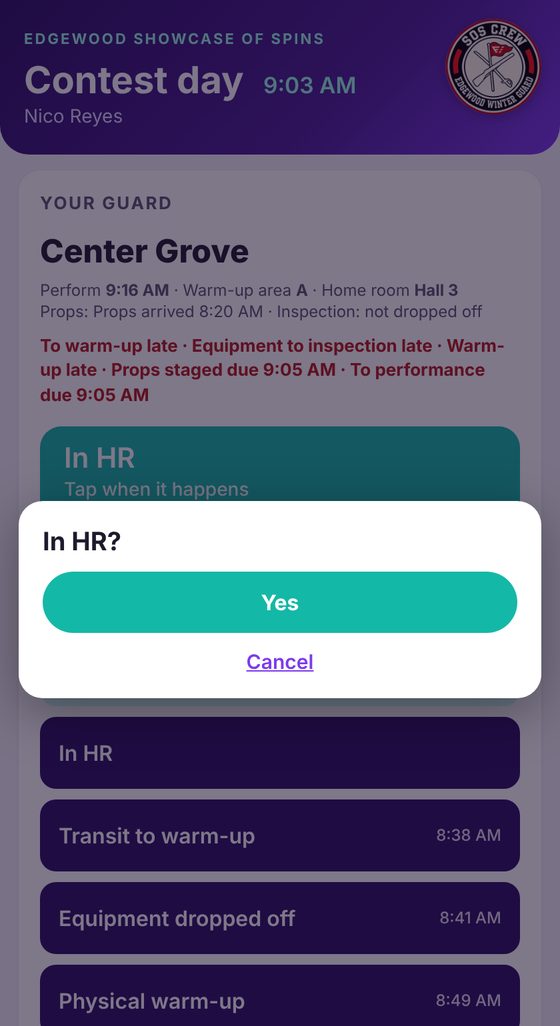 EDGEWOOD SHOWCASE OF SPINS
Contest day 9:03 AM
Nico Reyes
SOS CREW
EDGEWOOD WINTER GUARD
YOUR GUARD
Center Grove
Perform 9:16 AM · Warm-up area A · Home room Hall 3
Props: Props arrived 8:20 AM · Inspection: not dropped off
To warm-up late · Equipment to inspection late · Warm-
up late · Props staged due 9:05 AM · To performance
due 9:05 AM
In HR
Tap when it happens
In HR?
Yes
Cancel
In HR
Transit to warm-up 8:38 AM
Equipment dropped off 8:41 AM
Physical warm-up 8:49 AM